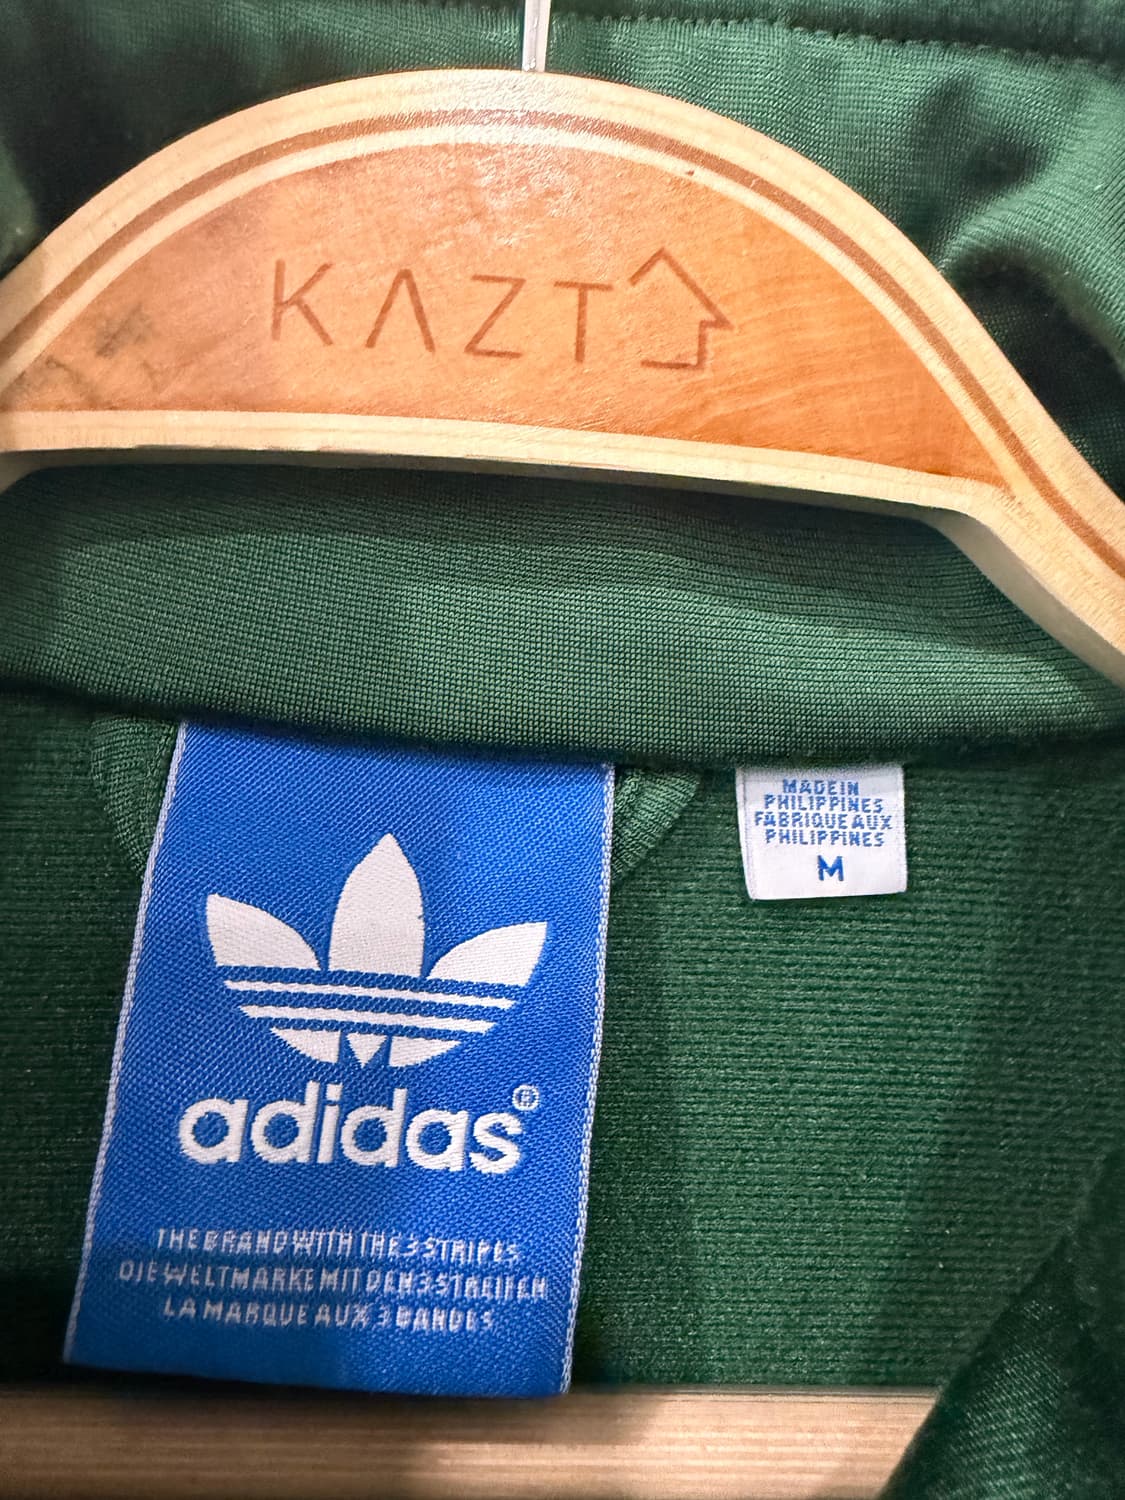 KAZT
adidas®
THE BRAND WITH THE 3 STRIPES
DIE WELTMARKE MIT DEN 3 STREIFEN
LA MARQUE AUX 3 BANDES
MADE IN
PHILIPPINES
FABRIQUE AUX
PHILIPPINES
M